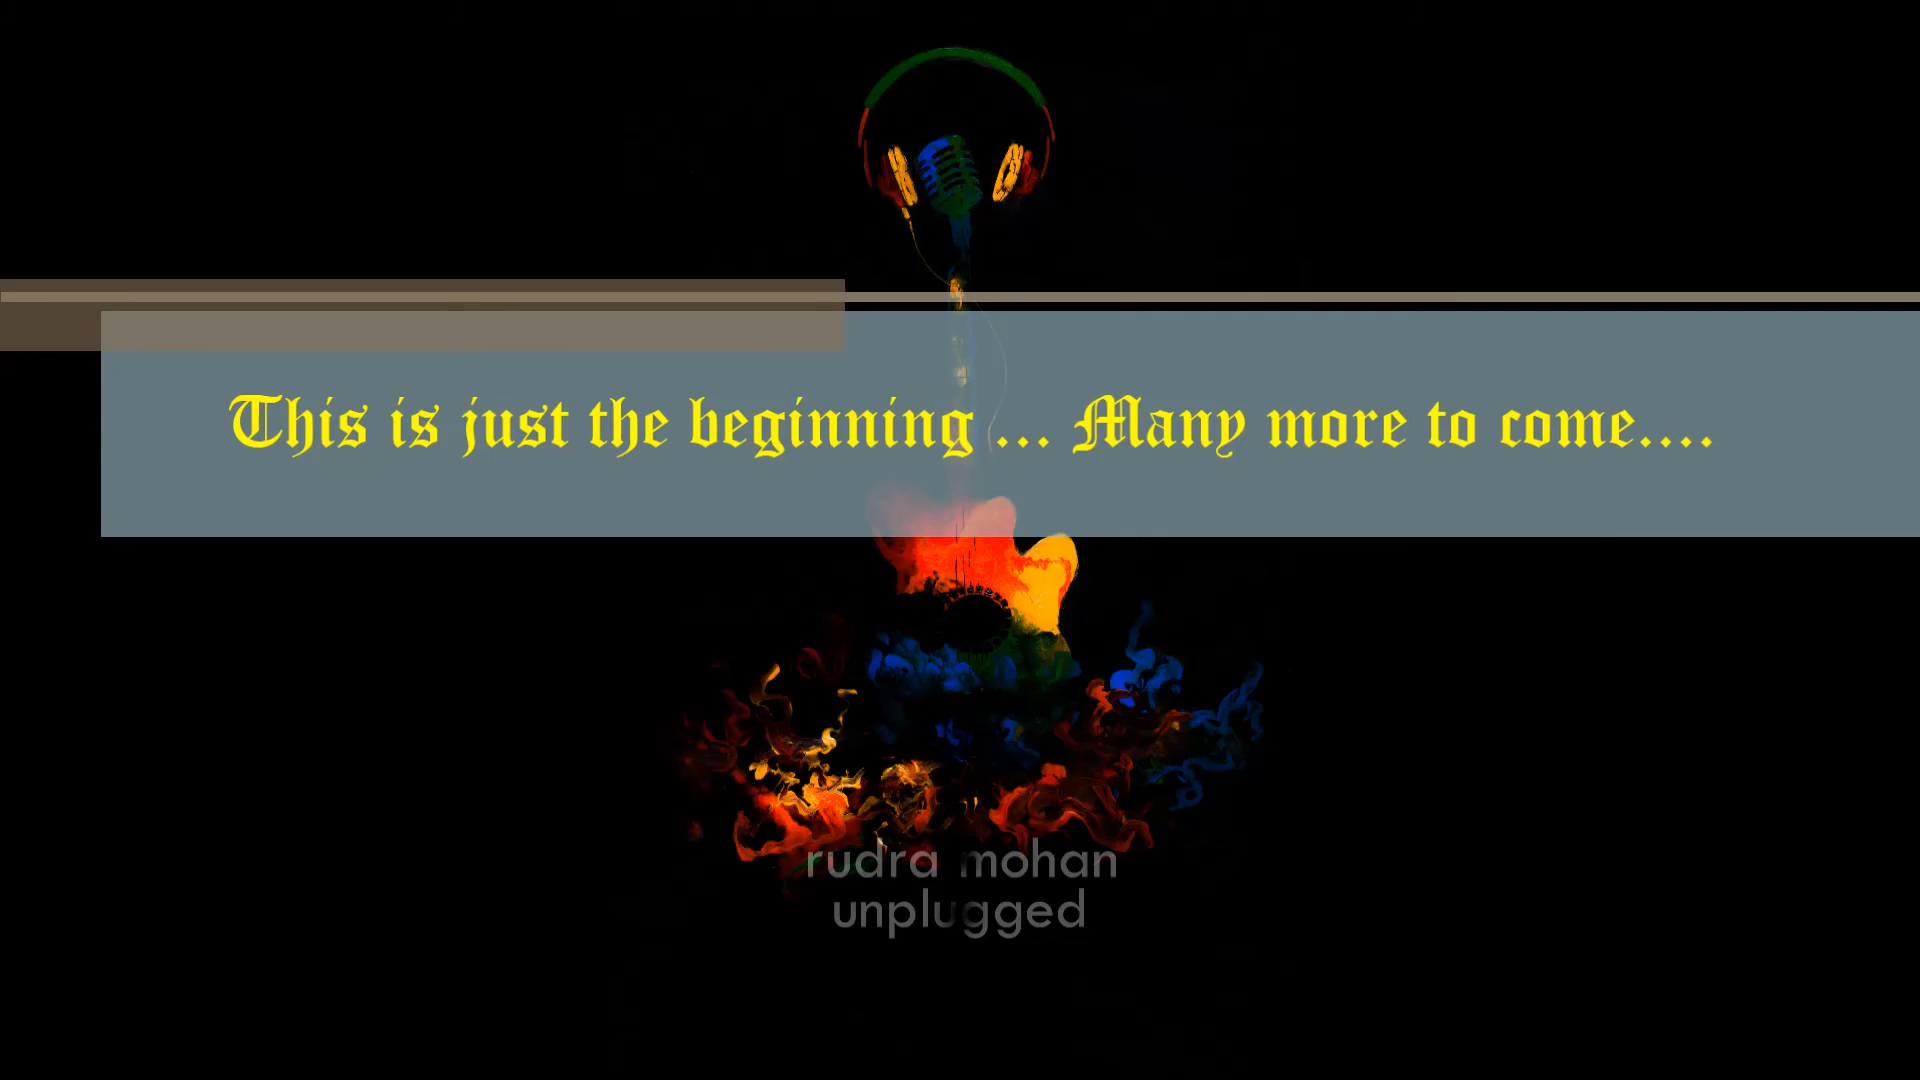 This is just the beginning ... Many more to come....
rudra mohan
unplugged